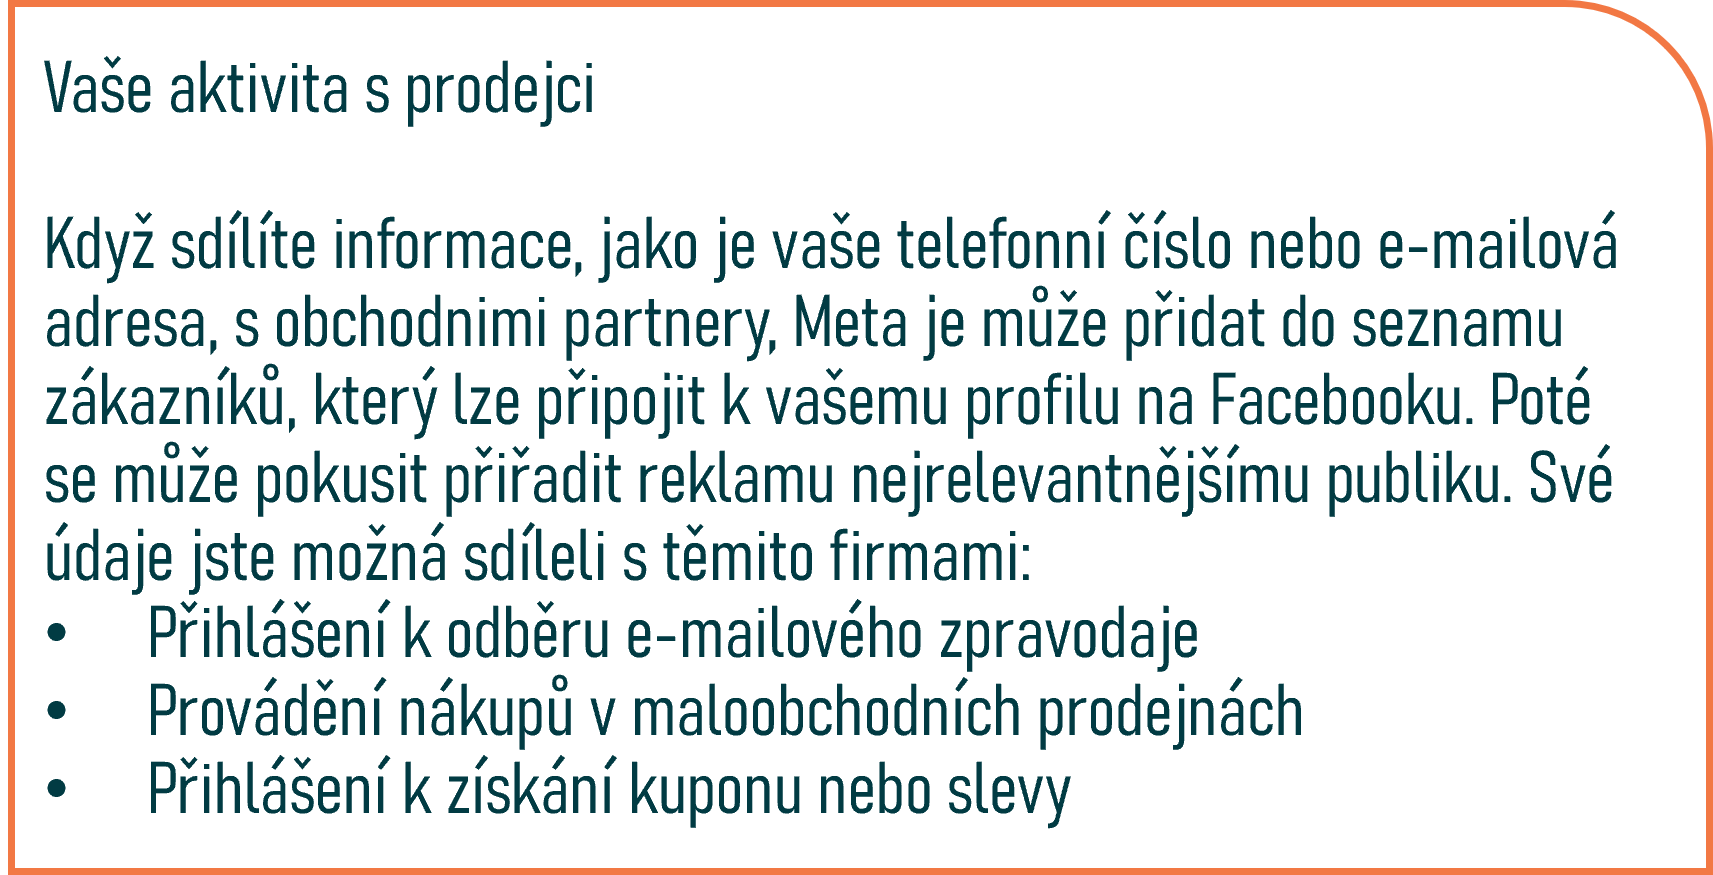 Vaše aktivita s prodejci
Když sdílíte informace, jako je vaše telefonní číslo nebo e-mailová
adresa, s obchodnimi partnery, Meta je může přidat do seznamu
zákazníků, který lze připojit k vašemu profilu na Facebooku. Poté
se může pokusit přiřadit reklamu nejrelevantnějšímu publiku. Své
údaje jste možná sdíleli s těmito firmami:
• Přihlášení k odběru e-mailového zpravodaje
• Provádění nákupů v maloobchodních prodejnách
• Přihlášení k získání kuponu nebo slevy